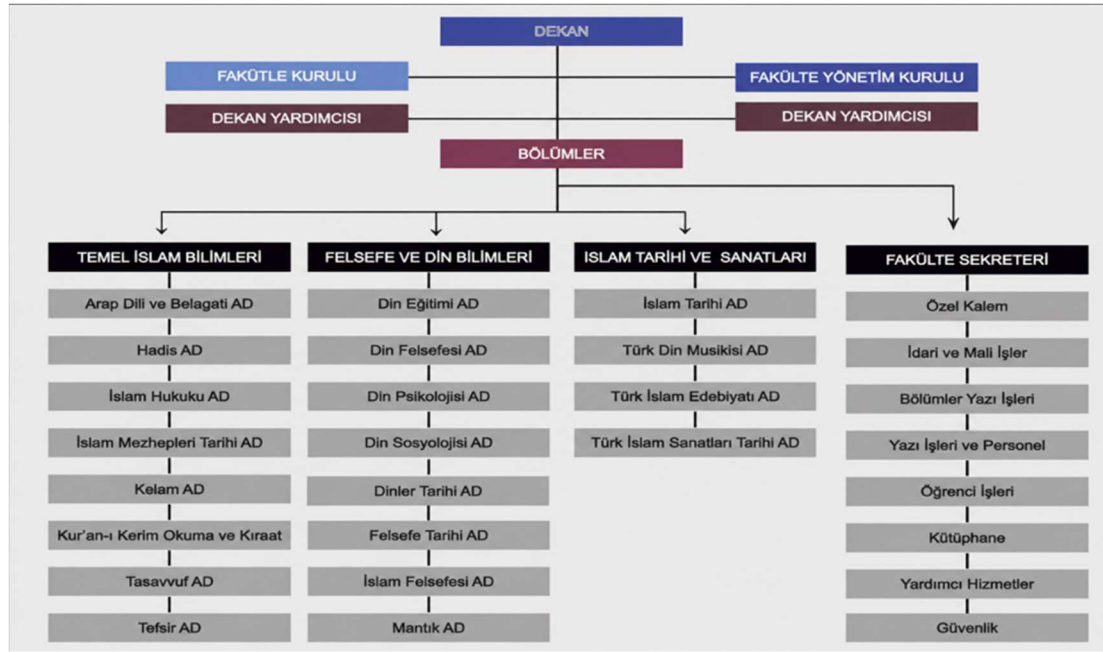 DEKAN
FAKÜTLE KURULU
FAKÜLTE YÖNETİM KURULU
DEKAN YARDIMCISI
DEKAN YARDIMCISI
BÖLÜMLER
TEMEL İSLAM BİLİMLERİ
Arap Dili ve Belagati AD
Hadis AD
İslam Hukuku AD
İslam Mezhepleri Tarihi AD
Kelam AD
Kur'an-ı Kerim Okuma ve Kıraat
Tasavvuf AD
Tefsir AD
FELSEFE VE DİN BİLİMLERİ
Din Eğitimi AD
Din Felsefesi AD
Din Psikolojisi AD
Din Sosyolojisi AD
Dinler Tarihi AD
Felsefe Tarihi AD
İslam Felsefesi AD
Mantık AD
İSLAM TARİHİ VE SANATLARI
İslam Tarihi AD
Türk Din Musikisi AD
Türk İslam Edebiyatı AD
Türk İslam Sanatları Tarihi AD
FAKÜLTE SEKRETERİ
Özel Kalem
İdari ve Mali İşler
Bölümler Yazı İşleri
Yazı İşleri ve Personel
Öğrenci İşleri
Kütüphane
Yardımcı Hizmetler
Güvenlik